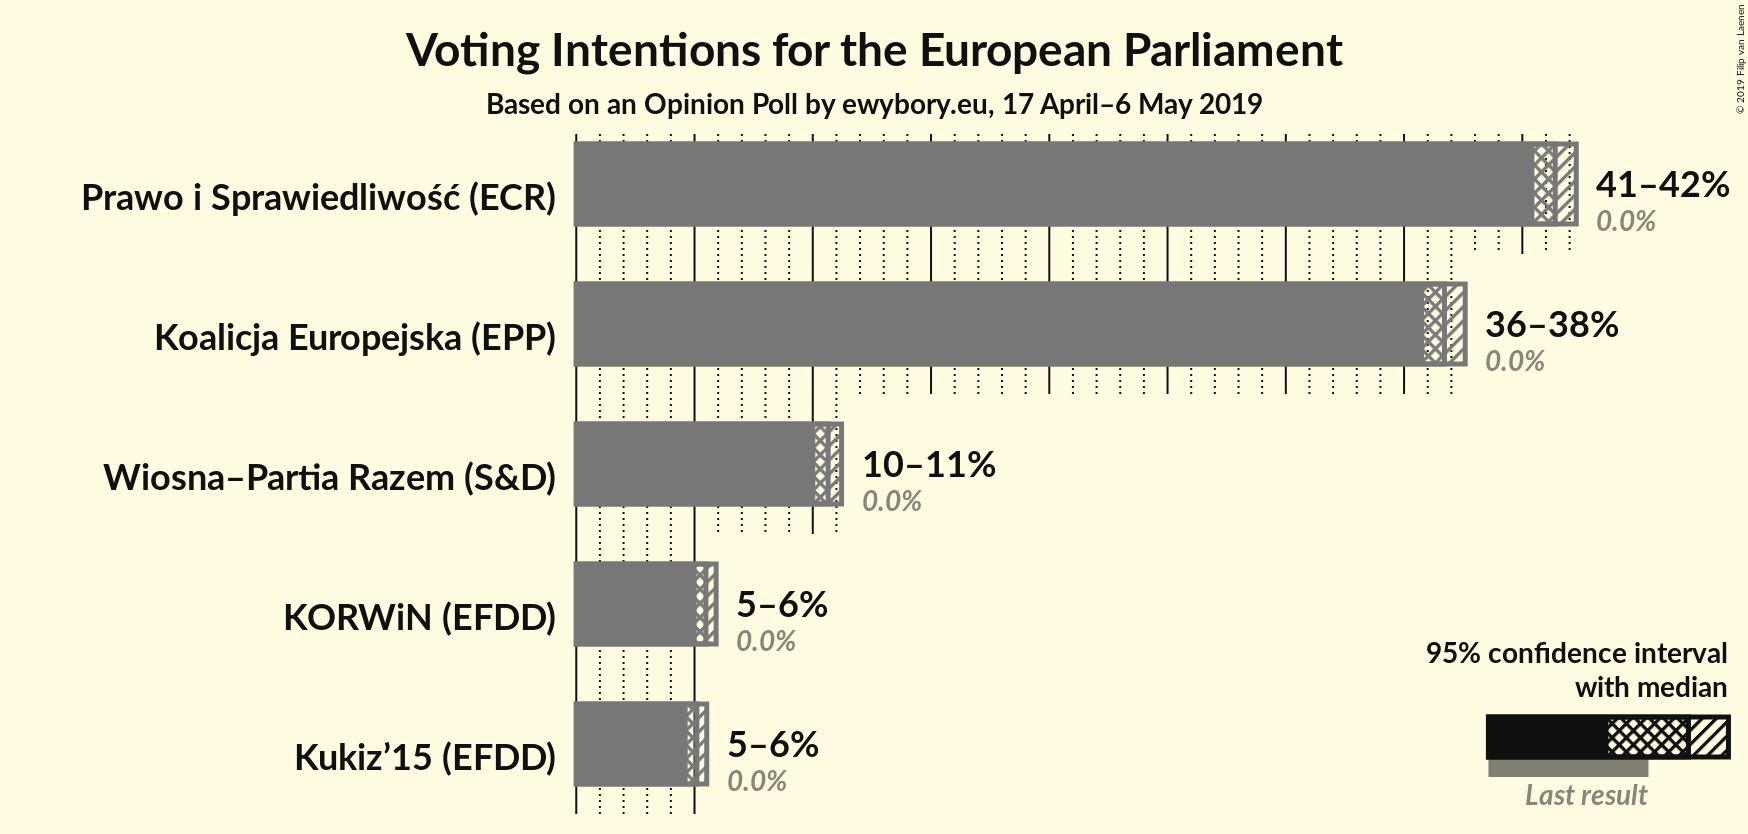 Voting Intentions for the European Parliament
Based on an Opinion Poll by ewybory.eu, 17 April–6 May 2019
© 2019 Filip van Laenen
Prawo i Sprawiedliwość (ECR)
41–42%
0.0%
Koalicja Europejska (EPP)
36–38%
0.0%
Wiosna–Partia Razem (S&D)
10–11%
0.0%
KORWiN (EFDD)
5–6%
0.0%
Kukiz’15 (EFDD)
5–6%
0.0%
95% confidence interval
with median
Last result